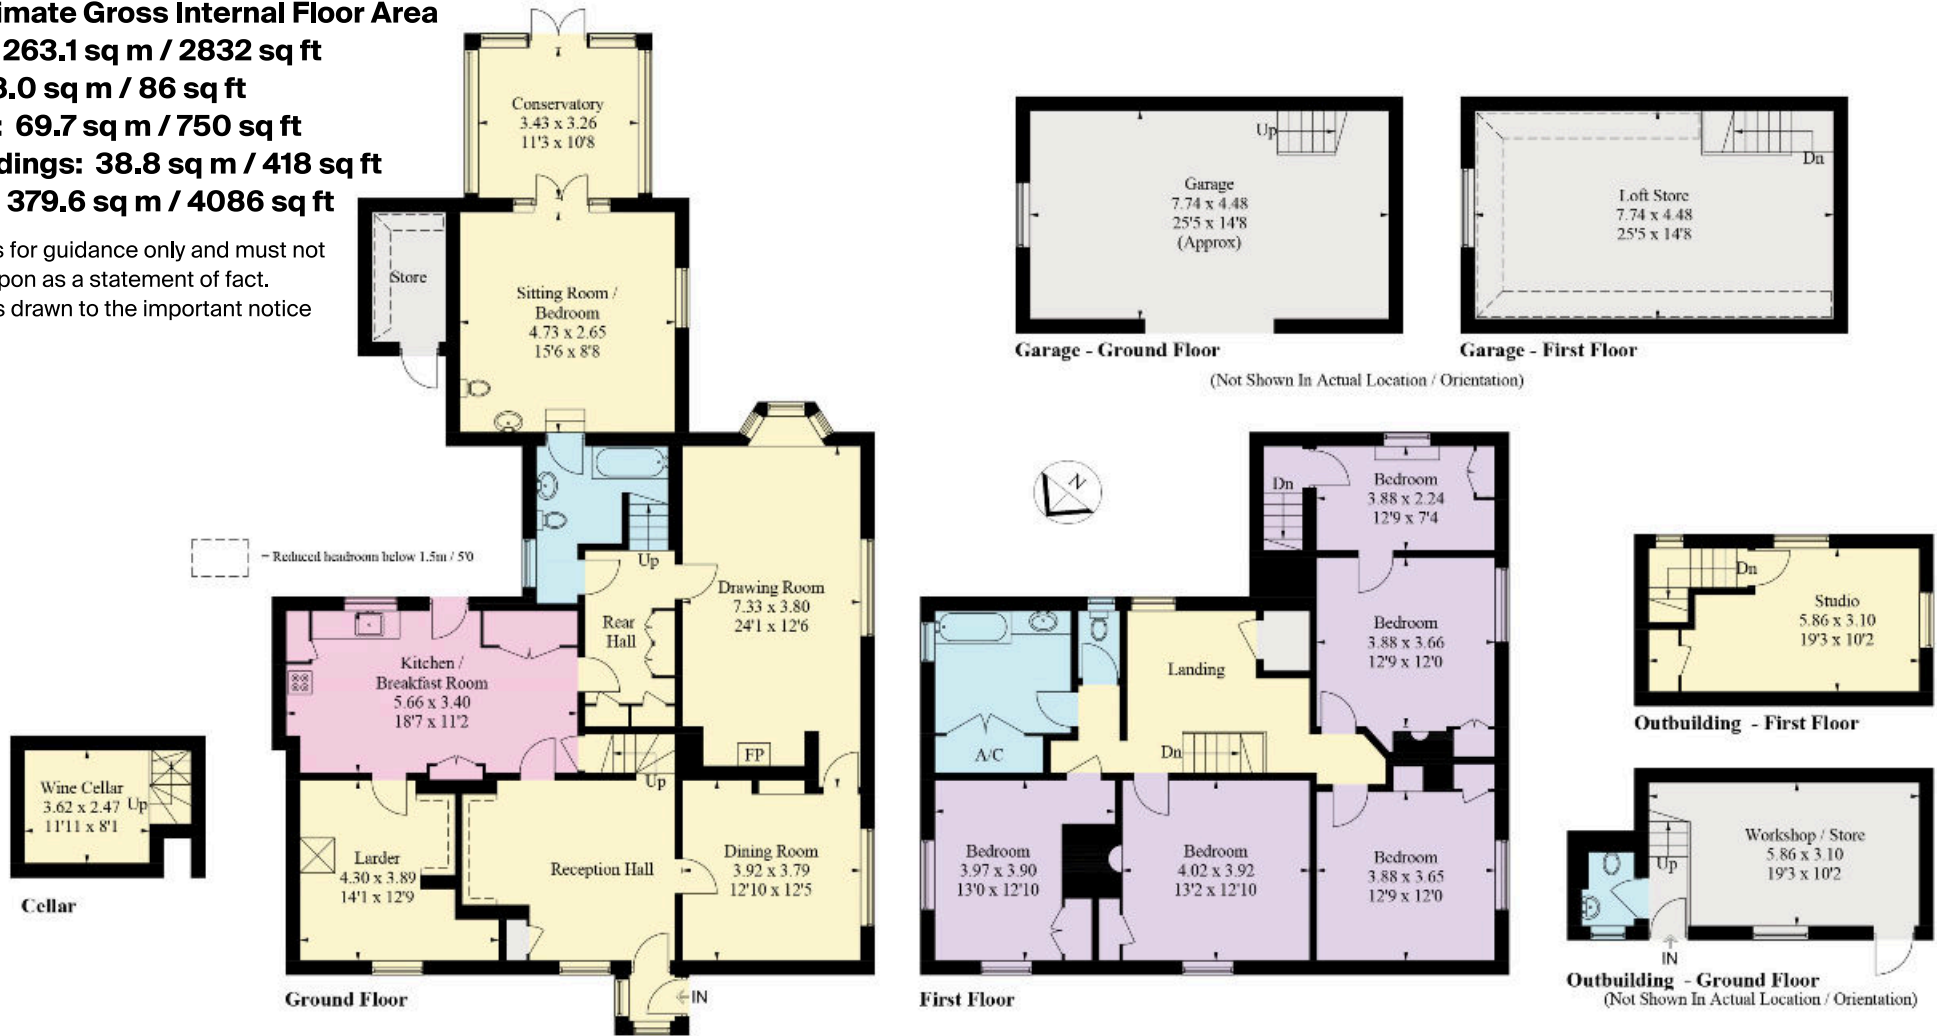 imate Gross Internal Floor Area
263.1 sq m / 2832 sq ft
.0 sq m / 86 sq ft
: 69.7 sq m / 750 sq ft
dings: 38.8 sq m / 418 sq ft
379.6 sq m / 4086 sq ft
s for guidance only and must not
pon as a statement of fact.
s drawn to the important notice
Conservatory
3.43 x 3.26
11'3 x 10'8
Store
Sitting Room /
Bedroom
4.73 x 2.65
15'6 x 8'8
= Reduced headroom below 1.5m / 5'0
Up
Drawing Room
7.33 x 3.80
24'1 x 12'6
Rear
Hall
Kitchen /
Breakfast Room
5.66 x 3.40
18'7 x 11'2
FP
Up
Wine Cellar
3.62 x 2.47
11'11 x 8'1
Up
Cellar
Larder
4.30 x 3.89
14'1 x 12'9
Reception Hall
Dining Room
3.92 x 3.79
12'10 x 12'5
IN
Ground Floor
Garage
7.74 x 4.48
25'5 x 14'8
(Approx)
Up
Garage - Ground Floor
Loft Store
7.74 x 4.48
25'5 x 14'8
Dn
Garage - First Floor
(Not Shown In Actual Location / Orientation)
N
Dn
Bedroom
3.88 x 2.24
12'9 x 7'4
Bedroom
3.88 x 3.66
12'9 x 12'0
Landing
Dn
A/C
Bedroom
3.97 x 3.90
13'0 x 12'10
Bedroom
4.02 x 3.92
13'2 x 12'10
Bedroom
3.88 x 3.65
12'9 x 12'0
First Floor
Dn
Studio
5.86 x 3.10
19'3 x 10'2
Outbuilding - First Floor
Workshop / Store
5.86 x 3.10
19'3 x 10'2
Up
IN
Outbuilding - Ground Floor
(Not Shown In Actual Location / Orientation)